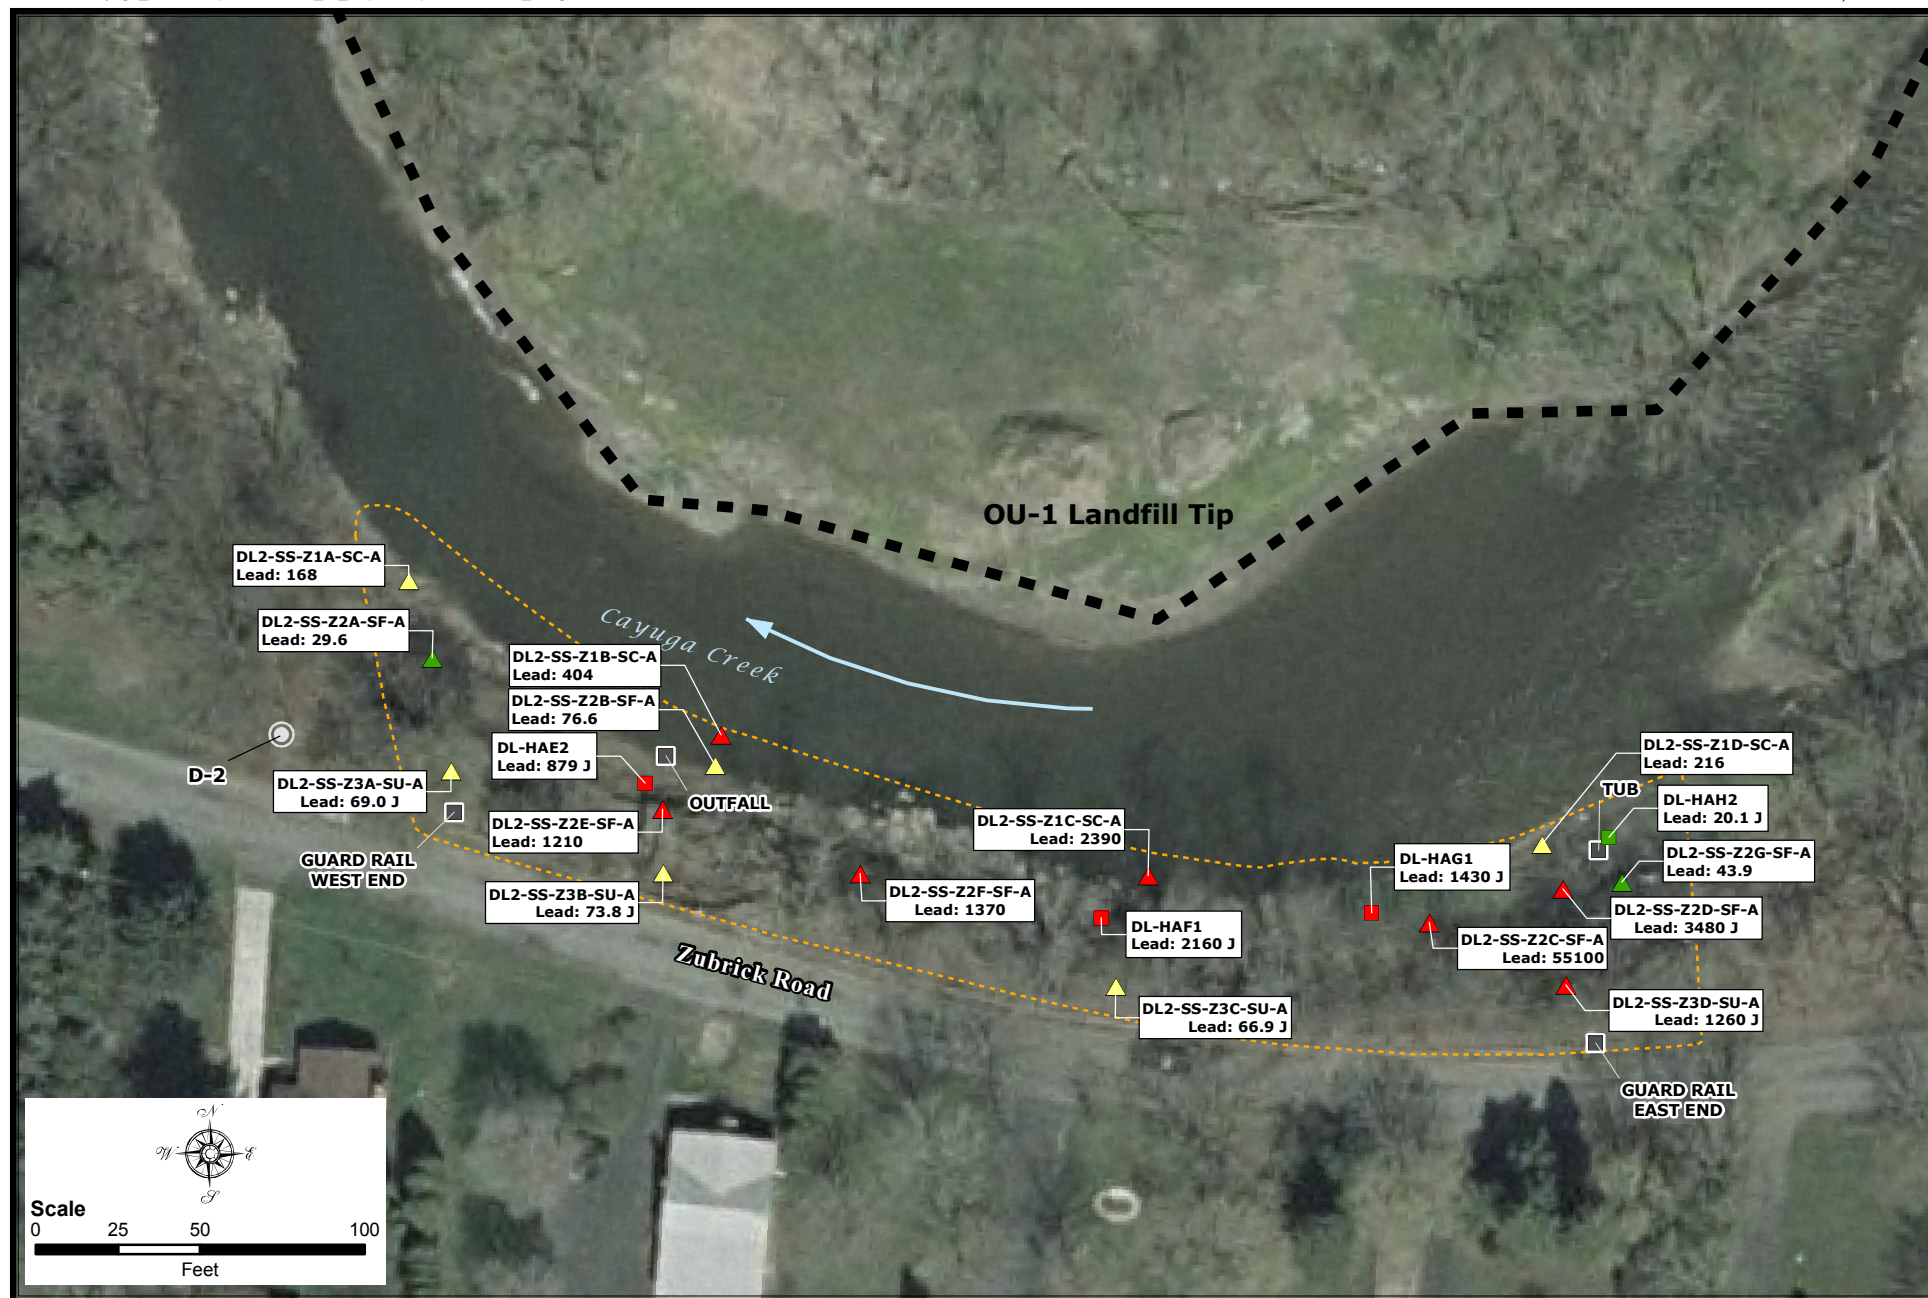 OU-1 Landfill Tip
DL2-SS-Z1A-SC-A
Lead: 168
DL2-SS-Z2A-SF-A
Lead: 29.6
Cayuga Creek
DL2-SS-Z1B-SC-A
Lead: 404
DL2-SS-Z2B-SF-A
Lead: 76.6
DL-HAE2
Lead: 879 J
OUTFALL
D-2
DL2-SS-Z3A-SU-A
Lead: 69.0 J
DL2-SS-Z2E-SF-A
Lead: 1210
GUARD RAIL
WEST END
DL2-SS-Z3B-SU-A
Lead: 73.8 J
DL2-SS-Z2F-SF-A
Lead: 1370
DL2-SS-Z1C-SC-A
Lead: 2390
DL-HAF1
Lead: 2160 J
DL2-SS-Z3C-SU-A
Lead: 66.9 J
DL2-SS-Z1D-SC-A
Lead: 216
TUB
DL-HAH2
Lead: 20.1 J
DL-HAG1
Lead: 1430 J
DL2-SS-Z2G-SF-A
Lead: 43.9
DL2-SS-Z2D-SF-A
Lead: 3480 J
DL2-SS-Z2C-SF-A
Lead: 55100
DL2-SS-Z3D-SU-A
Lead: 1260 J
GUARD RAIL
EAST END
Zubrick Road
N
W E
S
Scale
0 25 50 100
Feet